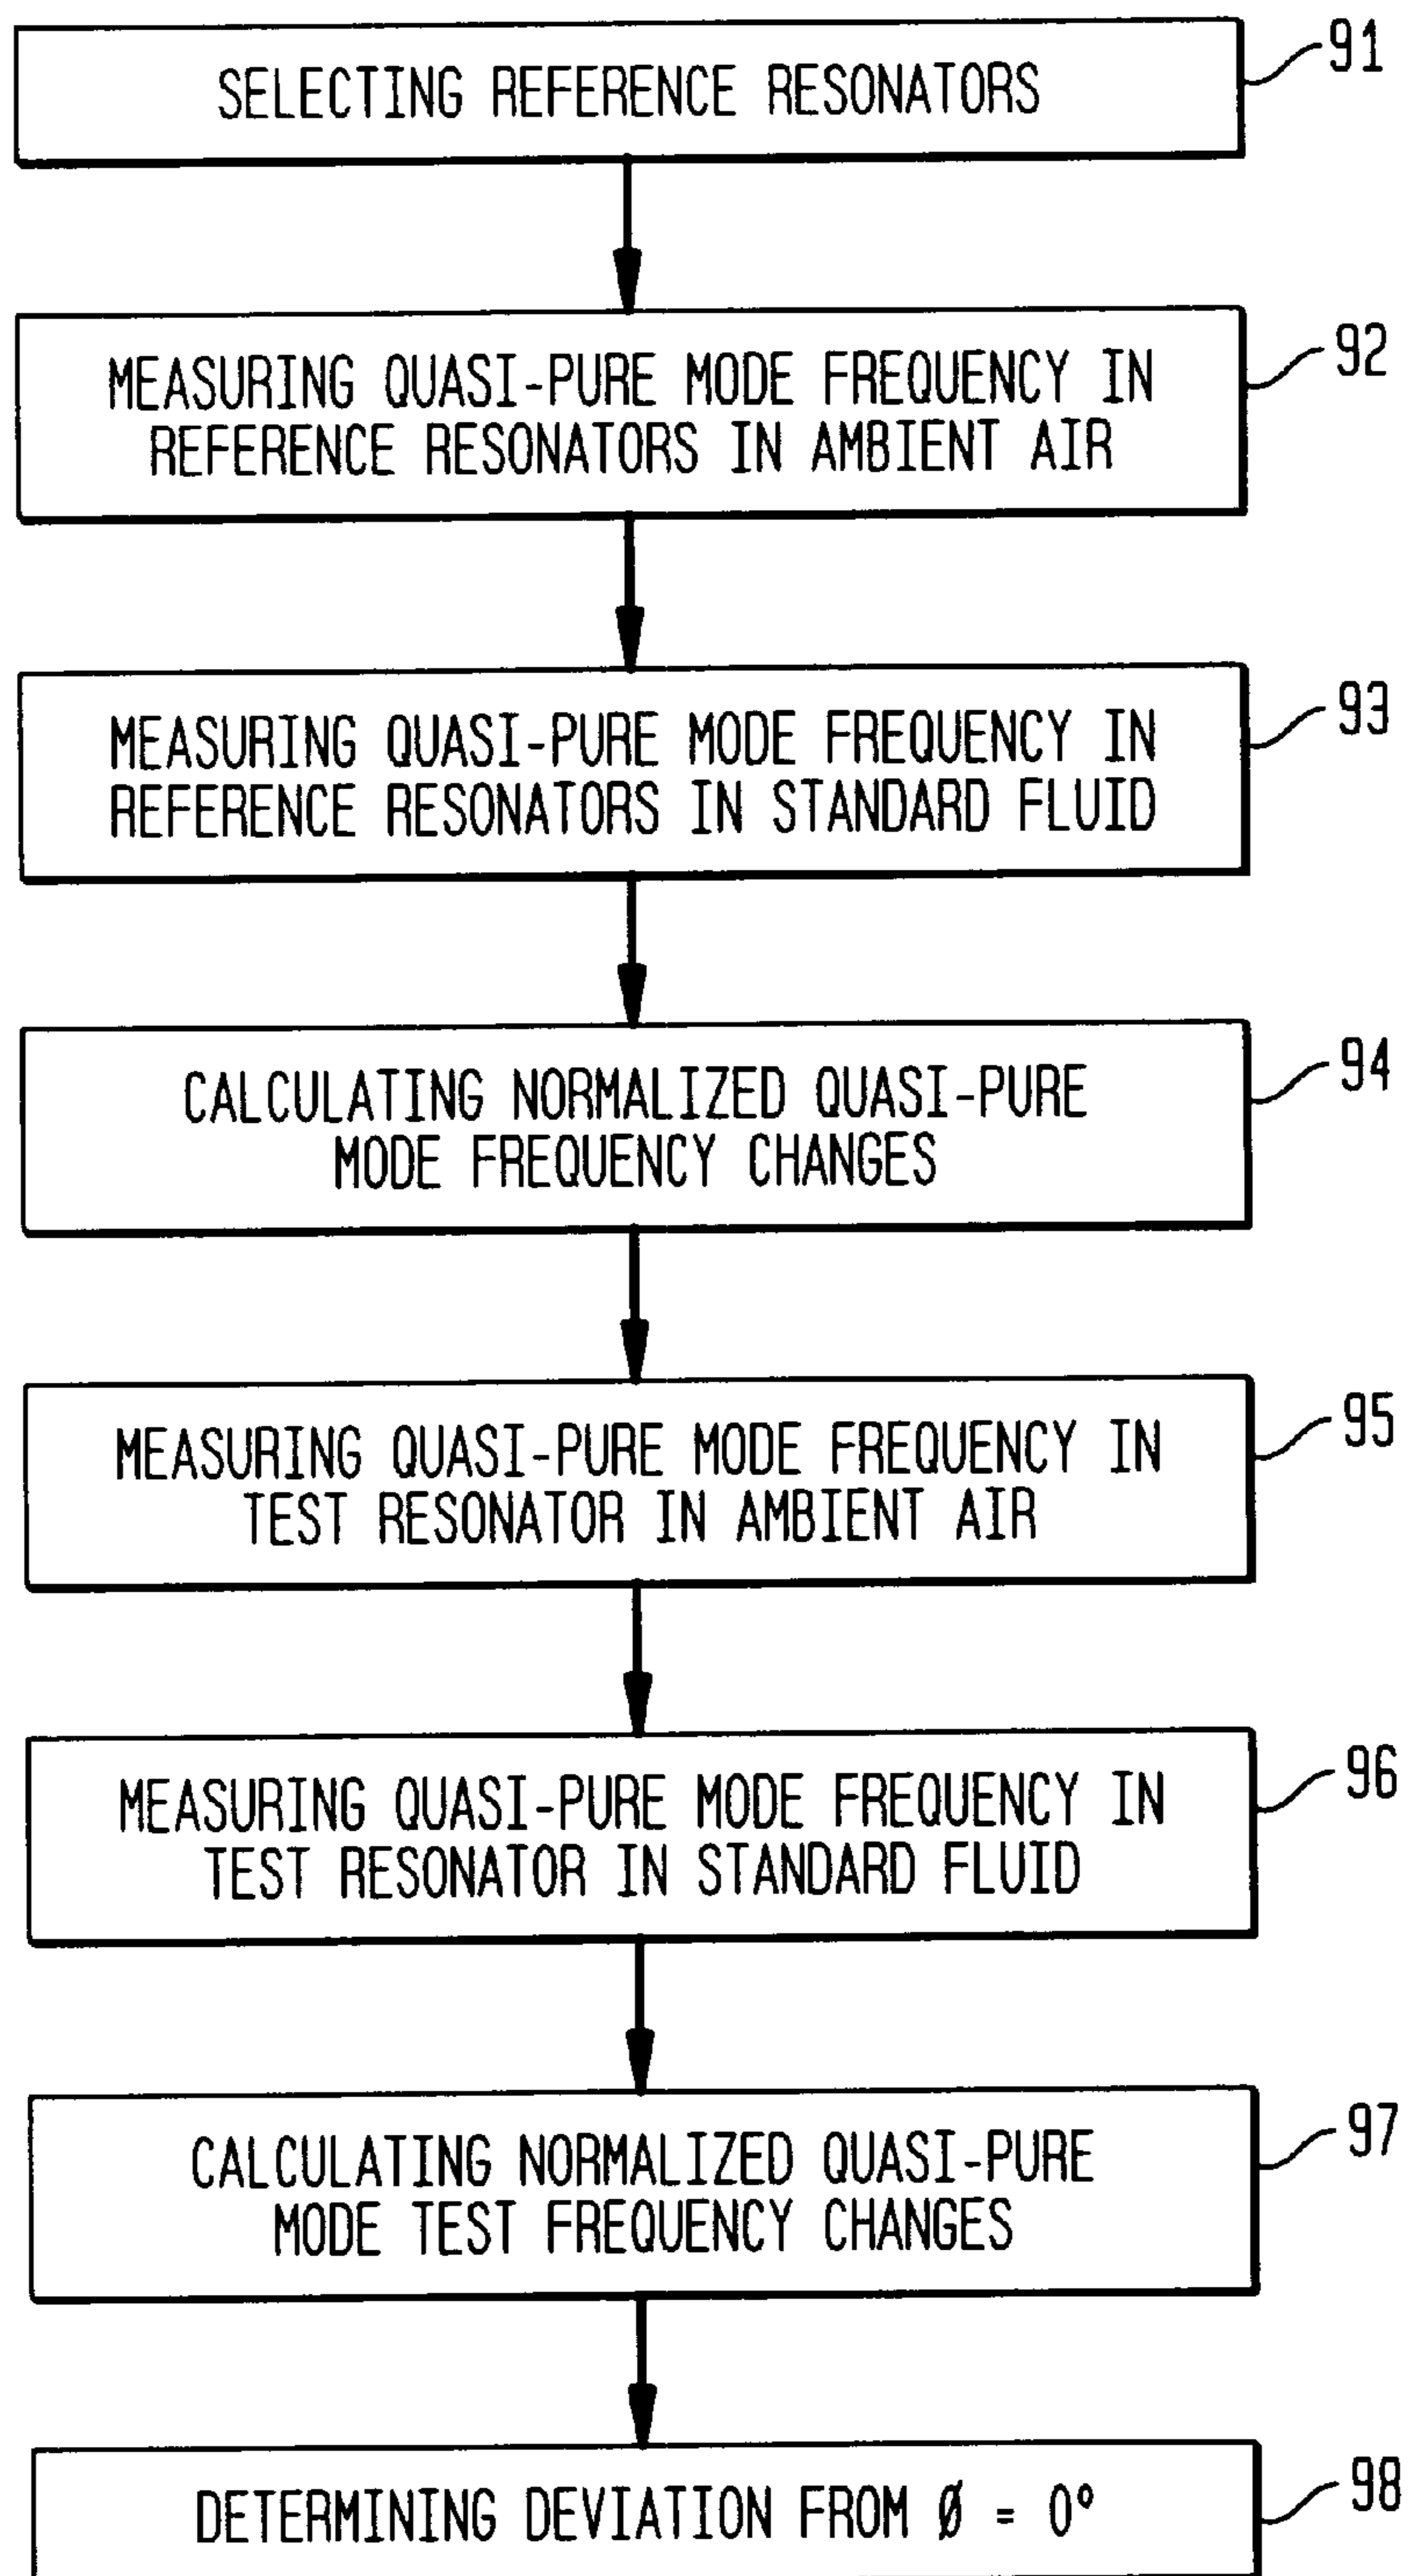 SELECTING REFERENCE RESONATORS
91
MEASURING QUASI-PURE MODE FREQUENCY IN
REFERENCE RESONATORS IN AMBIENT AIR
92
MEASURING QUASI-PURE MODE FREQUENCY IN
REFERENCE RESONATORS IN STANDARD FLUID
93
CALCULATING NORMALIZED QUASI-PURE
MODE FREQUENCY CHANGES
94
MEASURING QUASI-PURE MODE FREQUENCY IN
TEST RESONATOR IN AMBIENT AIR
95
MEASURING QUASI-PURE MODE FREQUENCY IN
TEST RESONATOR IN STANDARD FLUID
96
CALCULATING NORMALIZED QUASI-PURE
MODE TEST FREQUENCY CHANGES
97
DETERMINING DEVIATION FROM Ø = 0°
98